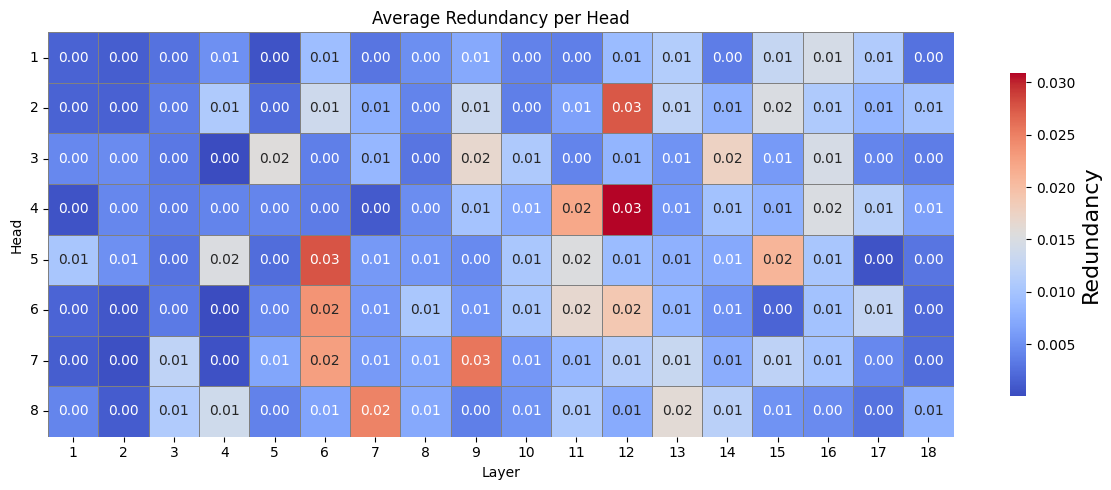 Average Redundancy per Head
1 0.00 0.00 0.00 0.01 0.00 0.01 0.00 0.00 0.01 0.00 0.00 0.01 0.01 0.00 0.01 0.01 0.01 0.00
2 0.00 0.00 0.00 0.01 0.00 0.01 0.01 0.00 0.01 0.00 0.01 0.03 0.01 0.01 0.02 0.01 0.01 0.01
3 0.00 0.00 0.00 0.00 0.02 0.00 0.01 0.00 0.02 0.01 0.00 0.01 0.01 0.02 0.01 0.01 0.00 0.00
4 0.00 0.00 0.00 0.00 0.00 0.00 0.00 0.00 0.01 0.01 0.02 0.03 0.01 0.01 0.01 0.02 0.01 0.01
5 0.01 0.01 0.00 0.02 0.00 0.03 0.01 0.01 0.00 0.01 0.02 0.01 0.01 0.01 0.02 0.01 0.00 0.00
6 0.00 0.00 0.00 0.00 0.00 0.02 0.01 0.01 0.01 0.01 0.02 0.02 0.01 0.01 0.00 0.01 0.01 0.00
7 0.00 0.00 0.01 0.00 0.01 0.02 0.01 0.01 0.03 0.01 0.01 0.01 0.01 0.01 0.01 0.01 0.00 0.00
8 0.00 0.00 0.01 0.01 0.00 0.01 0.02 0.01 0.00 0.01 0.01 0.01 0.02 0.01 0.01 0.00 0.00 0.01
1 2 3 4 5 6 7 8 9 10 11 12 13 14 15 16 17 18
Layer
Head
0.030
0.025
0.020
0.015
0.010
0.005
Redundancy